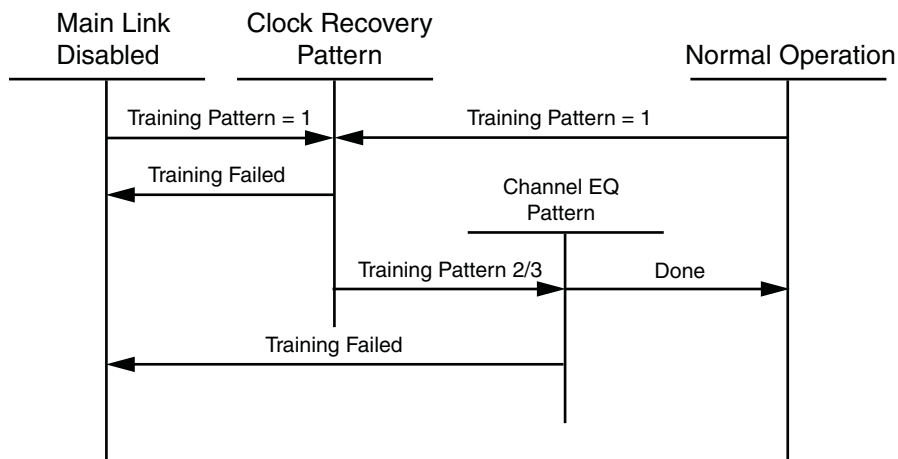 Main Link
Disabled
Clock Recovery
Pattern
Normal Operation
Training Pattern = 1
Training Pattern = 1
Training Failed
Channel EQ
Pattern
Training Pattern 2/3
Done
Training Failed